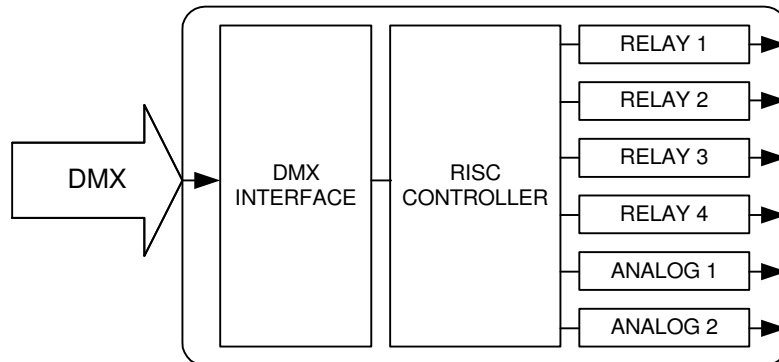 DMX
DMX
INTERFACE
RISC
CONTROLLER
RELAY 1
RELAY 2
RELAY 3
RELAY 4
ANALOG 1
ANALOG 2